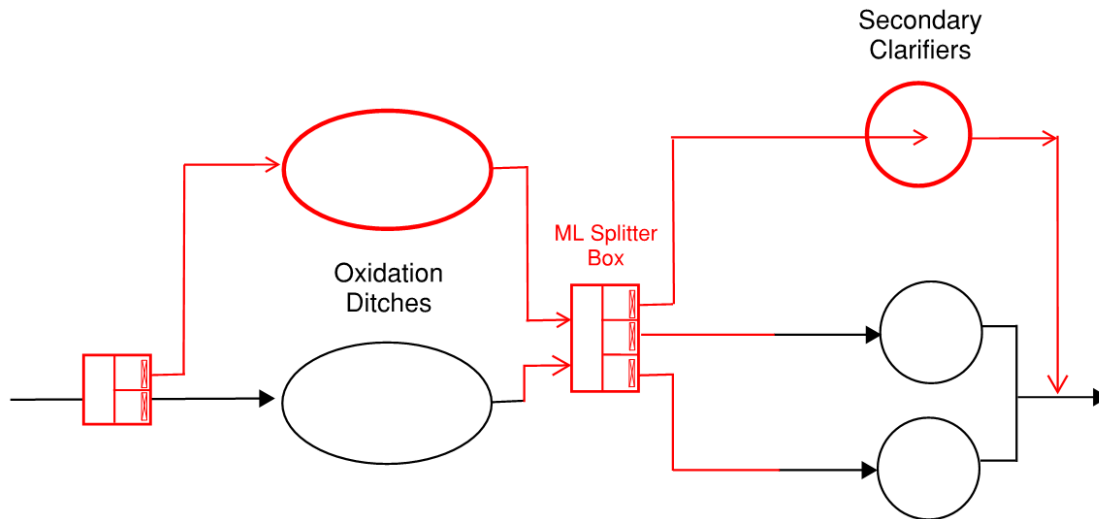 Secondary
Clarifiers
ML Splitter
Box
Oxidation
Ditches